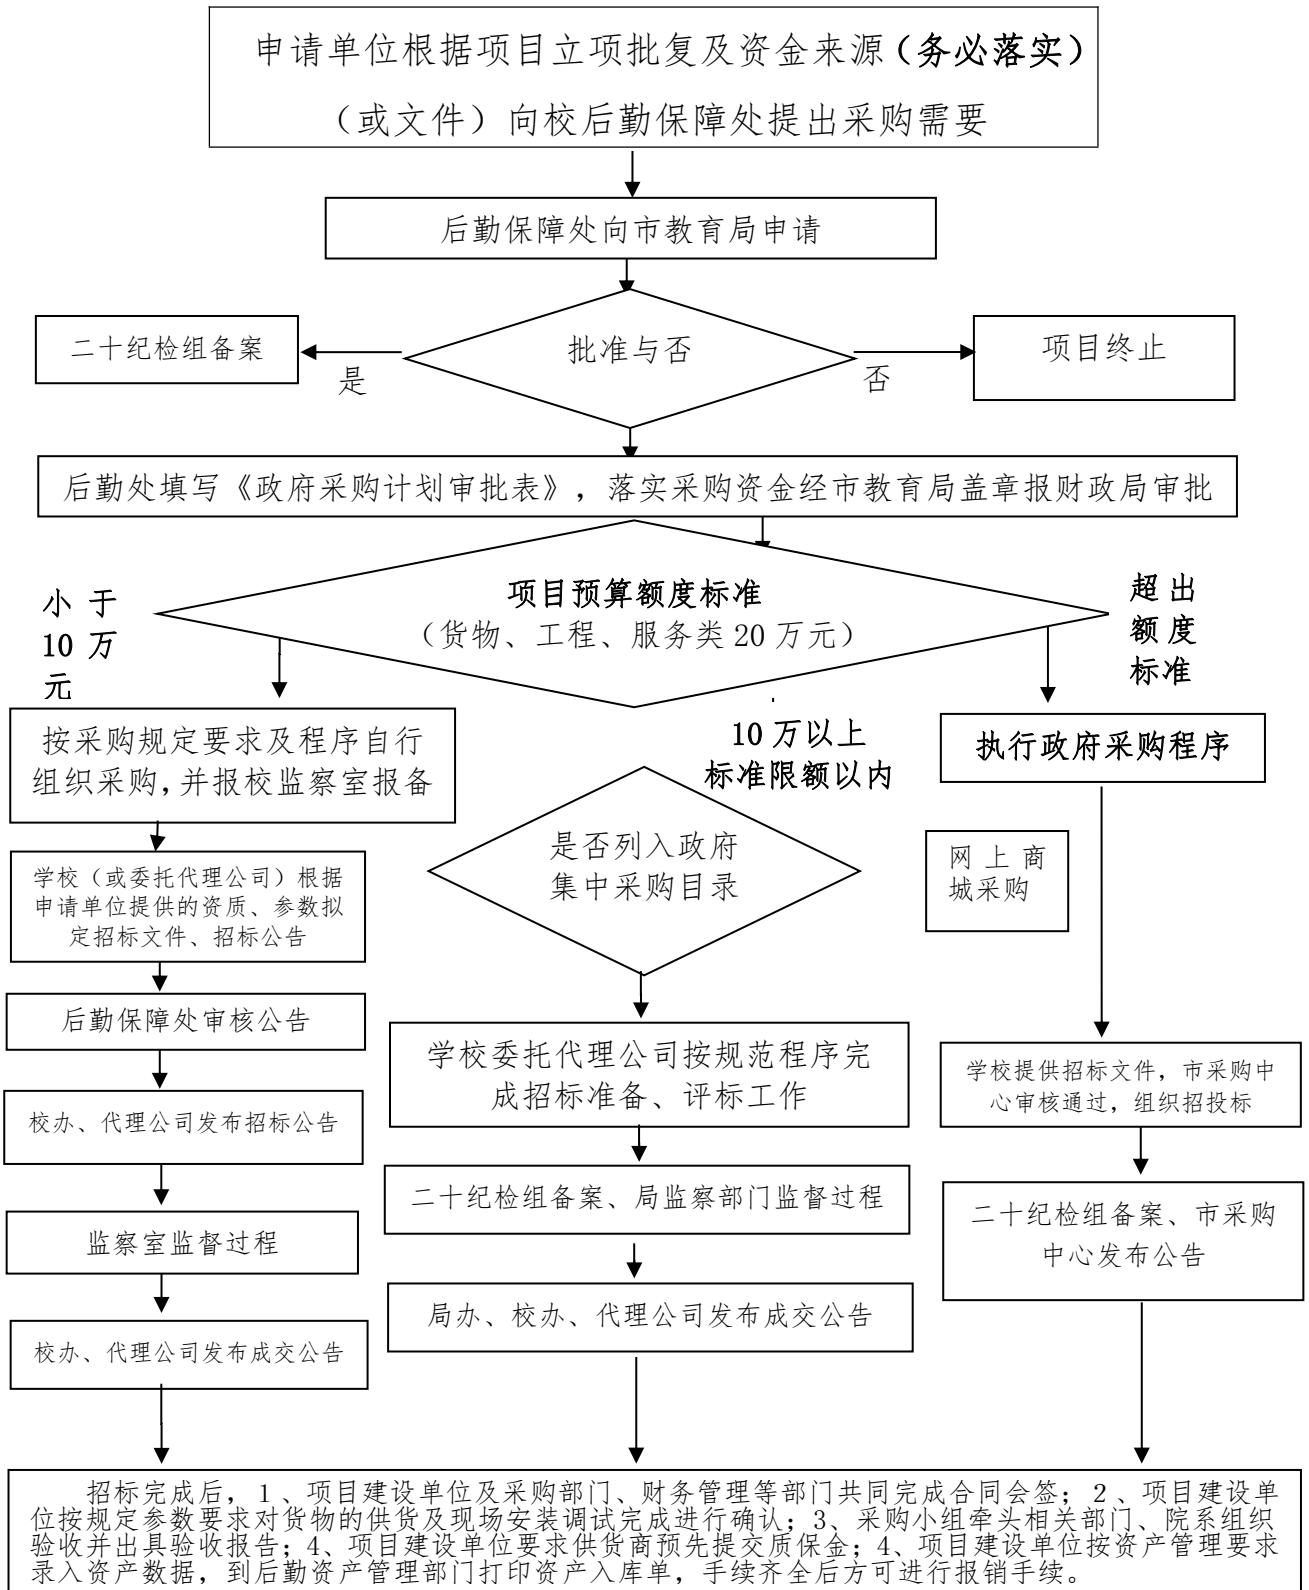 申请单位根据项目立项批复及资金来源（务必落实）
（或文件）向校后勤保障处提出采购需要
后勤保障处向市教育局申请
二十纪检组备案
批准与否
项目终止
是
否
后勤处填写《政府采购计划审批表》，落实采购资金经市教育局盖章报财政局审批
小 于
10 万
元
项目预算额度标准
（货物、工程、服务类 20 万元）
超 出
额 度
标准
按采购规定要求及程序自行
组织采购，并报校监察室报备
10 万以上
标准限额以内
执行政府采购程序
是否列入政府
集中采购目录
网 上 商
城采购
学校（或委托代理公司）根据
申请单位提供的资质、参数拟
定招标文件、招标公告
后勤保障处审核公告
校办、代理公司发布招标公告
监察室监督过程
校办、代理公司发布成交公告
学校委托代理公司按规范程序完
成招标准备、评标工作
二十纪检组备案、局监察部门监督过程
局办、校办、代理公司发布成交公告
学校提供招标文件，市采购中
心审核通过，组织招投标
二十纪检组备案、市采购
中心发布公告
招标完成后，1、项目建设单位及采购部门、财务管理等部门共同完成合同会签；2、项目建设单
位按规定参数要求对货物的供货及现场安装调试完成进行确认；3、采购小组牵头相关部门、院系组织
验收并出具验收报告；4、项目建设单位要求供货商预先提交质保金；4、项目建设单位按资产管理要求
录入资产数据，到后勤资产管理部门打印资产入库单，手续齐全后方可进行报销手续。